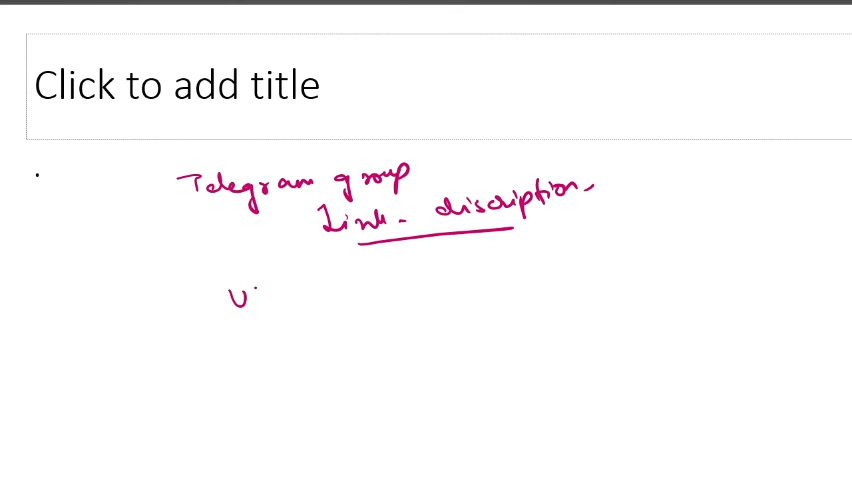 Click to add title
Telegram group
link - discription -